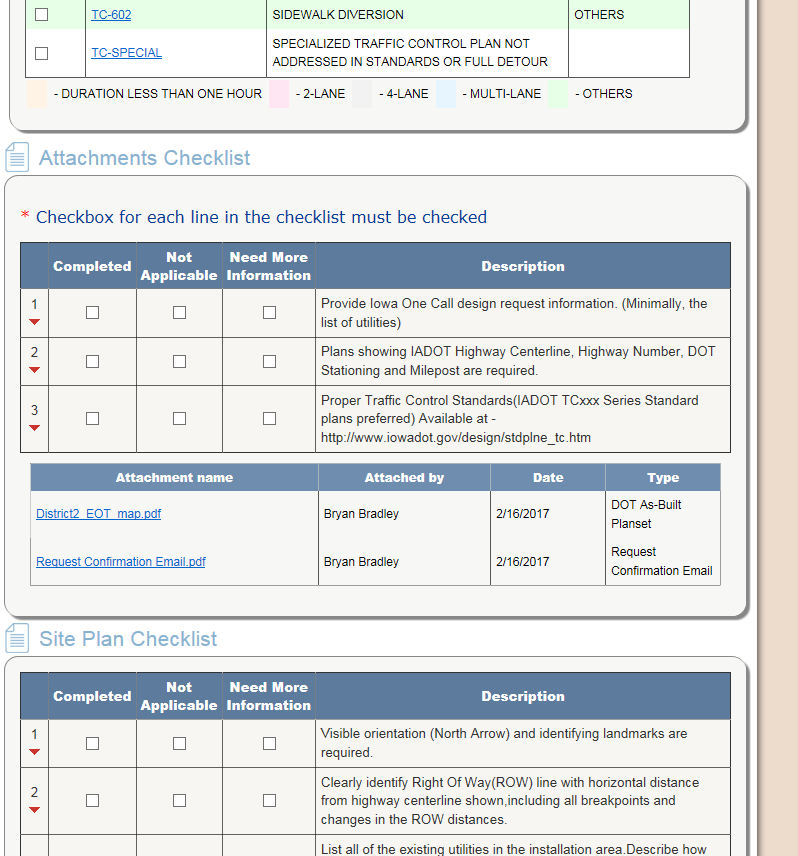 TC-602 SIDEWALK DIVERSION OTHERS
TC-SPECIAL SPECIALIZED TRAFFIC CONTROL PLAN NOT
ADDRESSED IN STANDARDS OR FULL DETOUR
- DURATION LESS THAN ONE HOUR - 2-LANE - 4-LANE - MULTI-LANE - OTHERS
Attachments Checklist
* Checkbox for each line in the checklist must be checked
Completed Not Applicable Need More Information Description
1 Provide Iowa One Call design request information. (Minimally, the
list of utilities)
2 Plans showing IADOT Highway Centerline, Highway Number, DOT
Stationing and Milepost are required.
3 Proper Traffic Control Standards(IADOT TCxxx Series Standard
plans preferred) Available at -
http://www.iowadot.gov/design/stdplne_tc.htm
Attachment name Attached by Date Type
District2_EOT_map.pdf Bryan Bradley 2/16/2017 DOT As-Built
Planset
Request Confirmation Email.pdf Bryan Bradley 2/16/2017 Request
Confirmation Email
Site Plan Checklist
Completed Not Applicable Need More Information Description
1 Visible orientation (North Arrow) and identifying landmarks are
required.
2 Clearly identify Right Of Way(ROW) line with horizontal distance
from highway centerline shown,including all breakpoints and
changes in the ROW distances.
List all of the existing utilities in the installation area.Describe how